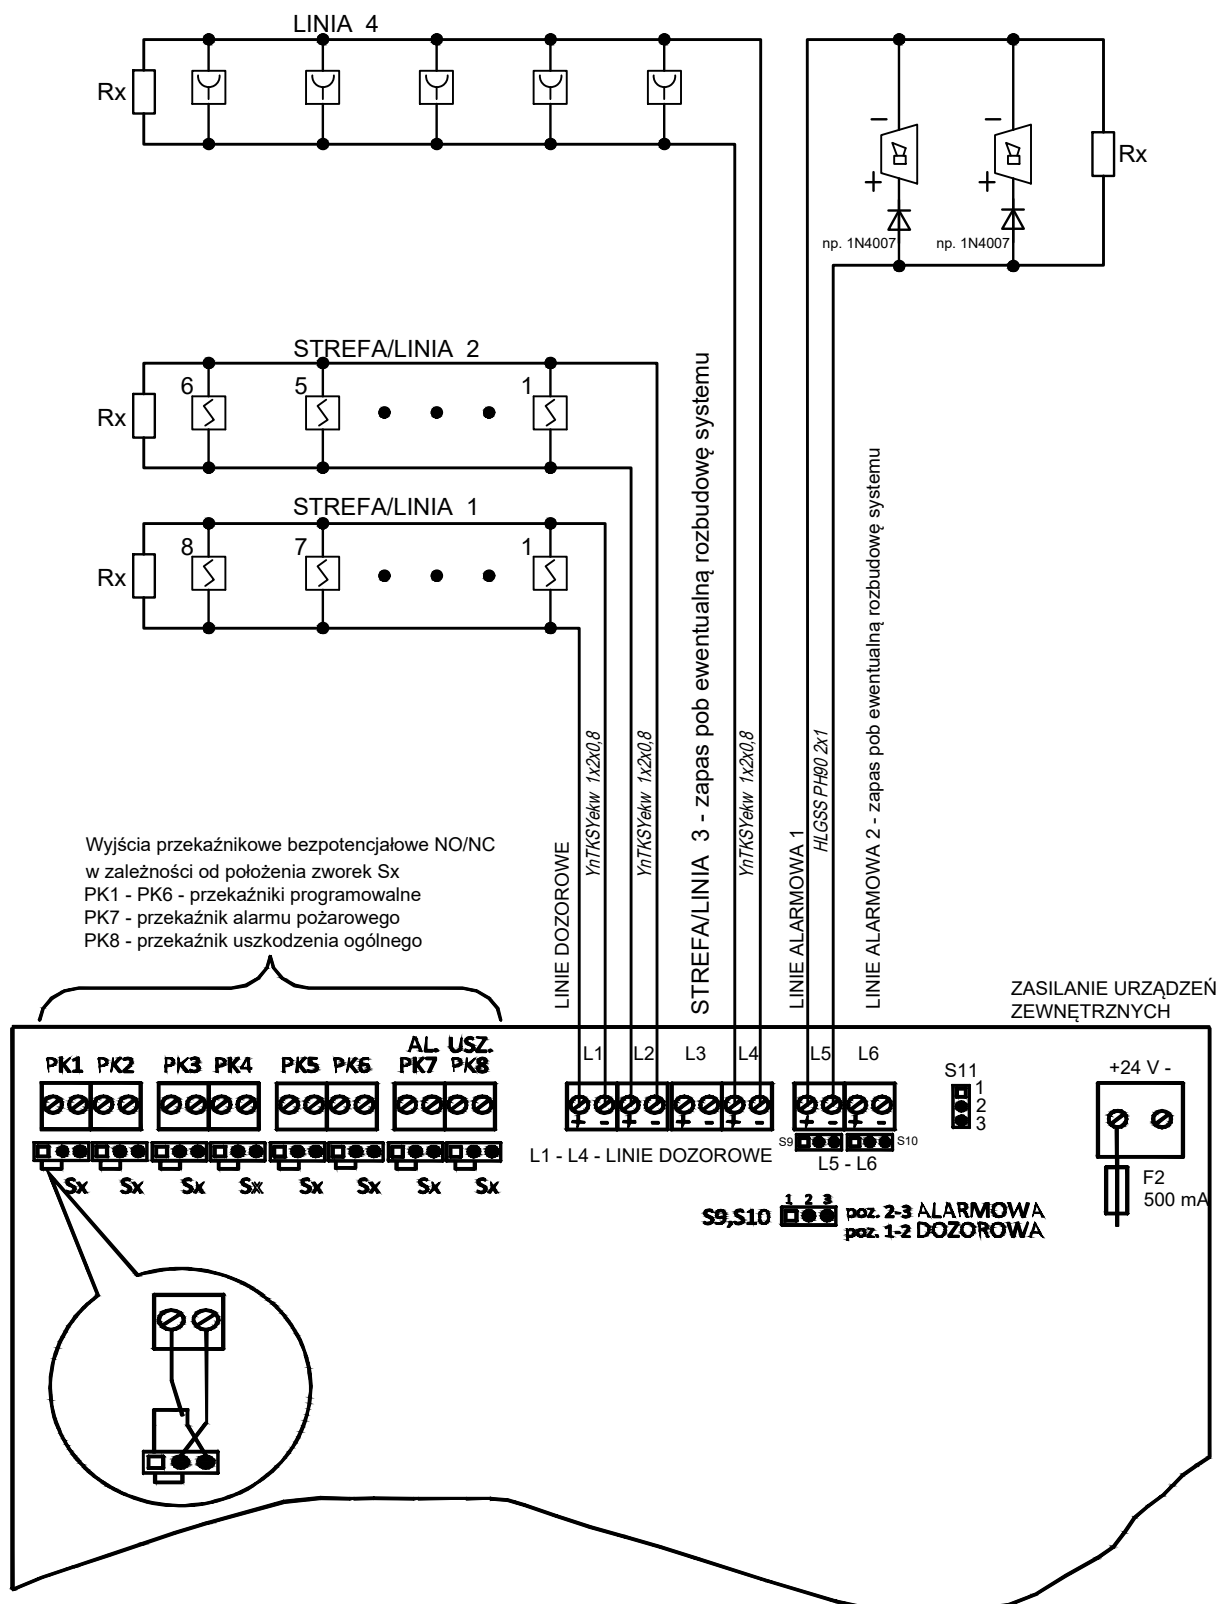 LINIA 4
Rx
Rx
np. 1N4007
np. 1N4007
STREFA/LINIA 2
6
5
1
Rx
STREFA/LINIA 1
8
7
1
Rx
LINIE DOZOROWE
YnTKSYekw 1x2x0,8
YnTKSYekw 1x2x0,8
STREFA/LINIA 3 - zapas pob ewentualną rozbudowę systemu
YnTKSYekw 1x2x0,8
LINIE ALARMOWA 1
HLGSS PH90 2x1
LINIE ALARMOWA 2 - zapas pob ewentualną rozbudowę systemu
Wyjścia przekaźnikowe bezpotencjałowe NO/NC
w zależności od położenia zworek Sx
PK1 - PK6 - przekaźniki programowalne
PK7 - przekaźnik alarmu pożarowego
PK8 - przekaźnik uszkodzenia ogólnego
ZASILANIE URZĄDZEŃ
ZEWNĘTRZNYCH
AL. USZ.
PK1 PK2 PK3 PK4 PK5 PK6 PK7 PK8
L1 L2 L3 L4 L5 L6
S11
1
2
3
+24 V -
+ - + - + - + - + - + -
S9 S10
Sx Sx Sx Sx Sx Sx Sx Sx
L1 - L4 - LINIE DOZOROWE
L5 - L6
F2
500 mA
1 2 3
S9,S10 poz. 2-3 ALARMOWA
poz. 1-2 DOZOROWA